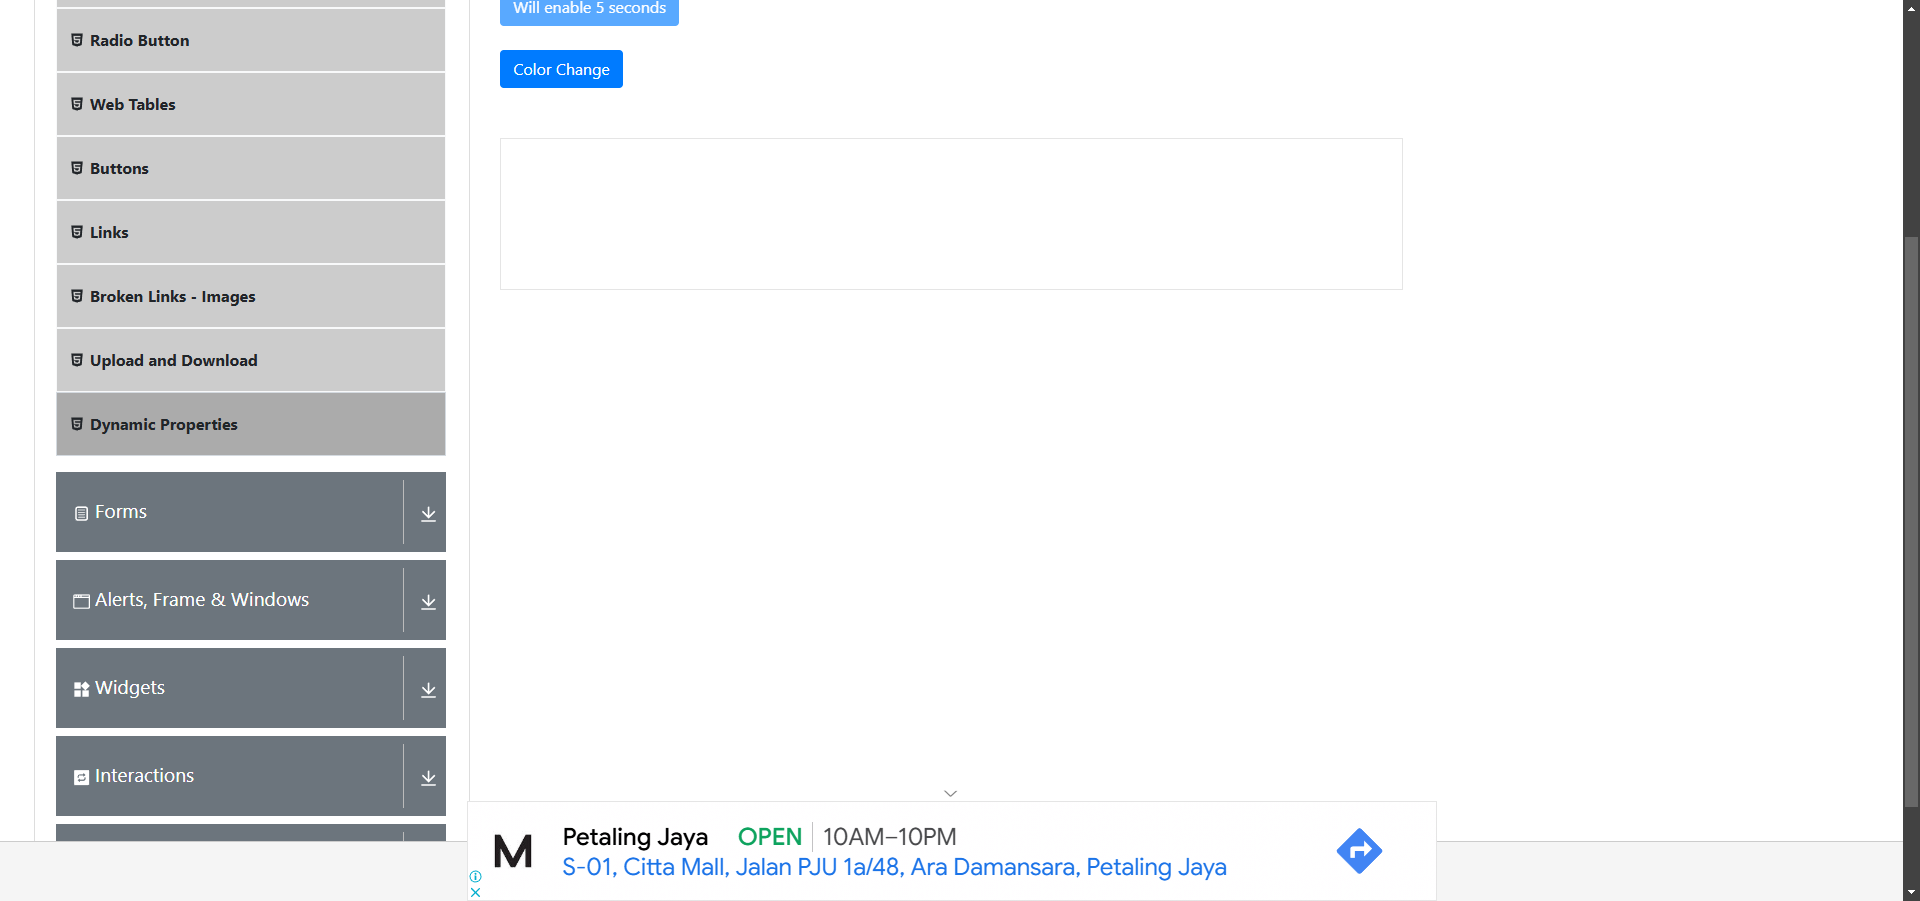 Will enable 5 seconds
Radio Button
Color Change
Web Tables
Buttons
Links
Broken Links - Images
Upload and Download
Dynamic Properties
Forms
Alerts, Frame & Windows
Widgets
Interactions
M
Petaling Jaya OPEN 10AM–10PM
S-01, Citta Mall, Jalan PJU 1a/48, Ara Damansara, Petaling Jaya